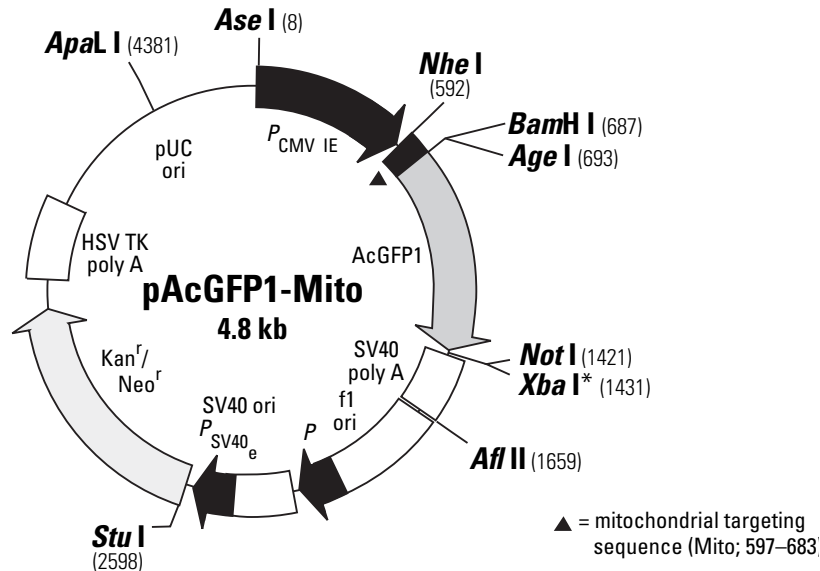 Ase I (8)
ApaL I (4381)
Nhe I
(592)
BamH I (687)
Age I (693)
P CMV IE
pUC
ori
HSV TK
poly A
AcGFP1
pAcGFP1-Mito
4.8 kb
SV40
poly A
Not I (1421)
Xba I* (1431)
Kanʳ/
Neoʳ
f1
ori
SV40 ori
P SV40e
P
Afl II (1659)
Stu I
(2598)
▲ = mitochondrial targeting
sequence (Mito; 597–683)